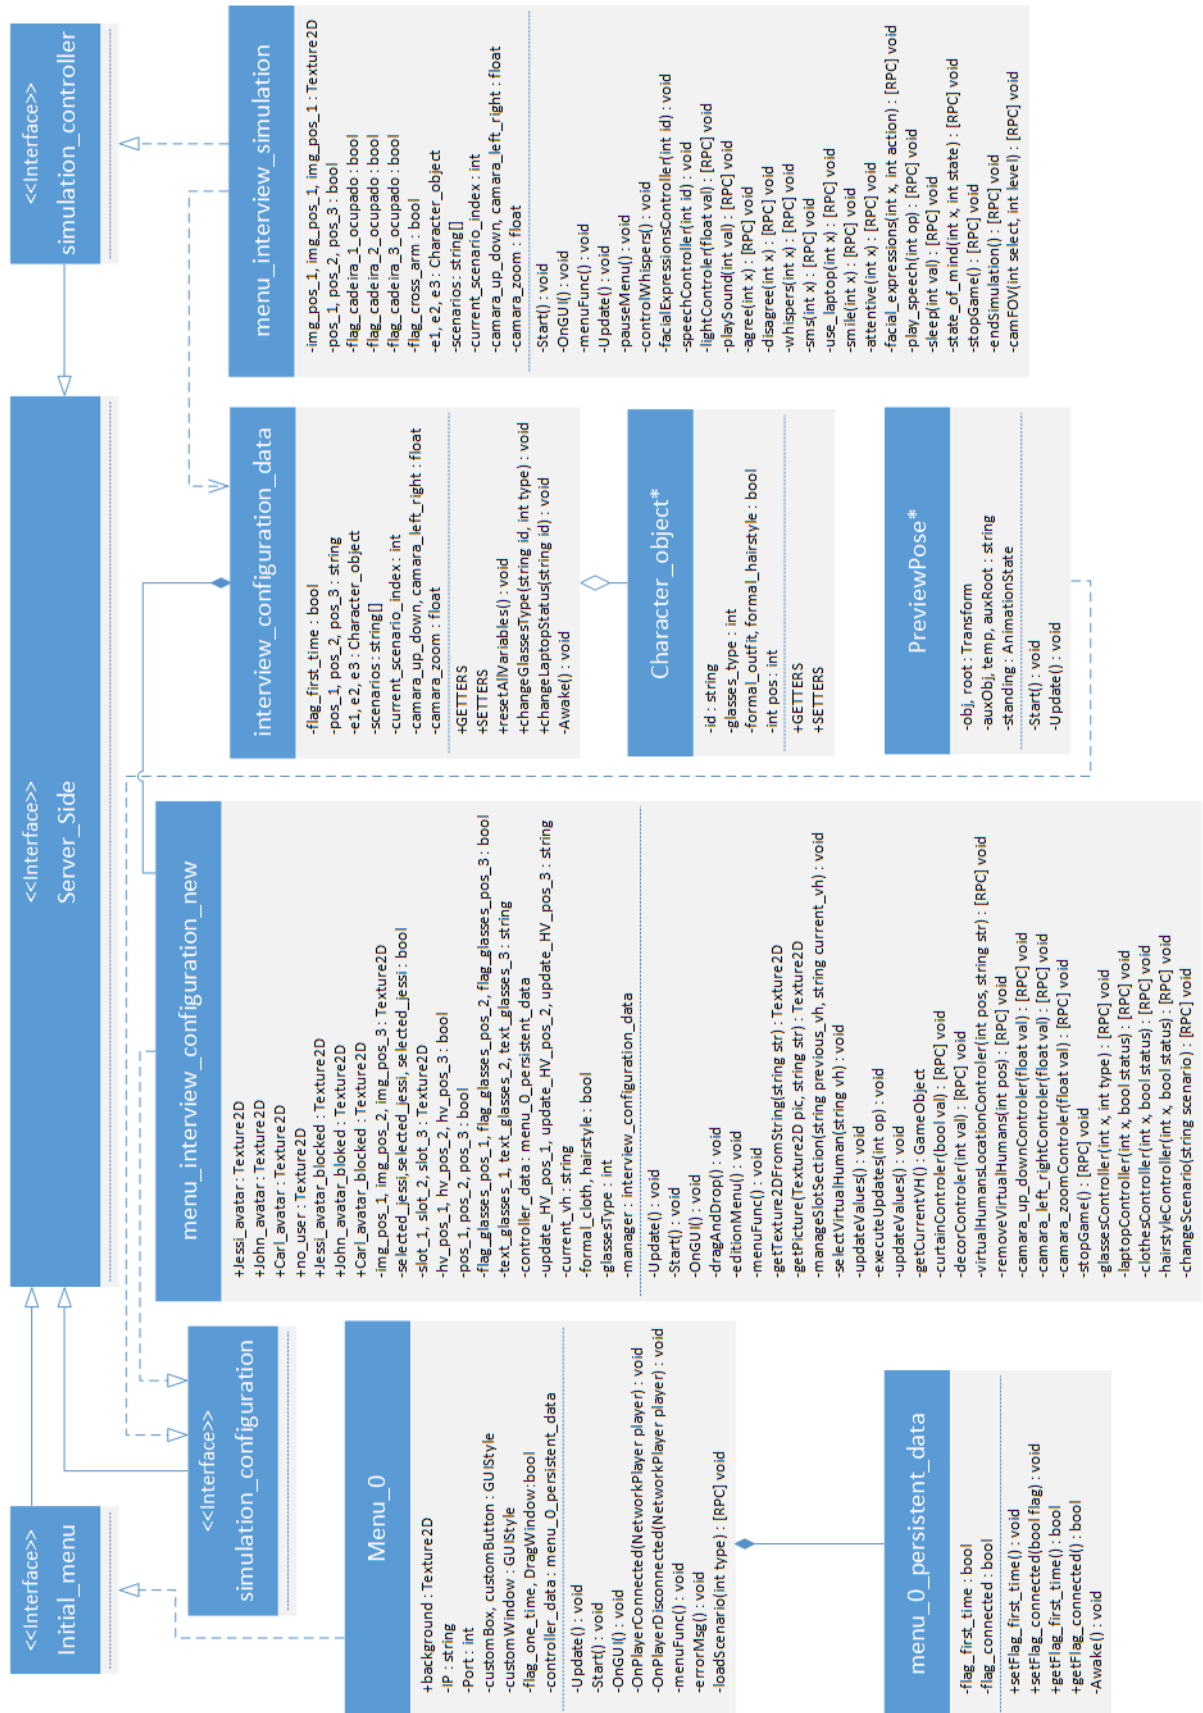 <<Interface>>
Initial_menu
<<Interface>>
Server_Side
<<Interface>>
simulation_controller
<<Interface>>
simulation_configuration
Menu_0
+background : Texture2D
-IP : string
-Port : int
-customBox, customButton : GUIStyle
-customWindow : GUIStyle
-flag_one_time, DragWindow:bool
-controller_data : menu_0_persistent_data
-Update() : void
-Start() : void
-OnGUI() : void
-OnPlayerConnected(NetworkPlayer player) : void
-OnPlayerDisconnected(NetworkPlayer player) : void
-menuFunc() : void
-errorMsg() : void
-loadScenario(int type) : [RPC] void
menu_0_persistent_data
-flag_first_time : bool
-flag_connected : bool
+setFlag_first_time() : void
+setFlag_connected(bool flag) : void
+getFlag_first_time() : bool
+getFlag_connected() : bool
-Awake() : void
menu_interview_configuration_new
+Jessi_avatar : Texture2D
+John_avatar : Texture2D
+Carl_avatar : Texture2D
+no_user : Texture2D
+Jessi_avatar_blocked : Texture2D
+John_avatar_bloked : Texture2D
+Carl_avatar_blocked : Texture2D
-img_pos_1, img_pos_2, img_pos_3 : Texture2D
-selected_jessi,selected_jessi, selected_jessi : bool
-slot_1, slot_2, slot_3 : Texture2D
-hv_pos_1, hv_pos_2, hv_pos_3 : bool
-pos_1, pos_2, pos_3 : bool
-flag_glasses_pos_1, flag_glasses_pos_2, flag_glasses_pos_3 : bool
-text_glasses_1, text_glasses_2, text_glasses_3 : string
-controller_data : menu_0_persistent_data
-update_HV_pos_1, update_HV_pos_2, update_HV_pos_3 : string
-current_vh : string
-formal_cloth, hairstyle : bool
-glassesType : int
-manager : interview_configuration_data
-Update() : void
-Start() : void
-OnGUI() : void
-dragAndDrop() : void
-editionMenu() : void
-menuFunc() : void
-getTexture2DFromString(string str) : Texture2D
-getPicture(Texture2D pic, string str) : Texture2D
-manageSlotSection(string previous_vh, string current_vh) : void
-selectVirtualHuman(string vh) : void
-updateValues() : void
-executeUpdates(int op) : void
-updateValues() : void
-getCurrentVH() : GameObject
-curtainController(bool val) : [RPC] void
-decorControler(int val) : [RPC] void
-virtualHumansLocationControler(int pos, string str) : [RPC] void
-removeVirtualHumans(int pos) : [RPC] void
-camara_up_downControler(float val) : [RPC] void
-camara_left_rightControler(float val) : [RPC] void
-camara_zoomControler(float val) : [RPC] void
-stopGame() : [RPC] void
-glassesController(int x, int type) : [RPC] void
-laptopController(int x, bool status) : [RPC] void
-clothesController(int x, bool status) : [RPC] void
-hairstyleController(int x, bool status) : [RPC] void
-changeScenario(string scenario) : [RPC] void
interview_configuration_data
-flag_first_time : bool
-pos_1, pos_2, pos_3 : string
-e1, e2, e3 : Character_object
-scenarios : string[]
-current_scenario_index : int
-camara_up_down, camara_left_right : float
-camara_zoom : float
+GETTERS
+SETTERS
+resetAllVariables() : void
+changeGlassesType(string id, int type) : void
+changeLaptopStatus(string id) : void
-Awake() : void
Character_object*
-id : string
-glasses_type : int
-formal_outfit, formal_hairstyle : bool
-int pos : int
+GETTERS
+SETTERS
PreviewPose*
-obj, root : Transform
-auxObj, temp, auxRoot : string
-standing : AnimationState
-Start() : void
-Update() : void
menu_interview_simulation
-img_pos_1, img_pos_1, img_pos_1 : Texture2D
-pos_1, pos_2, pos_3 : bool
-flag_cadeira_1_ocupado : bool
-flag_cadeira_2_ocupado : bool
-flag_cadeira_3_ocupado : bool
-flag_cross_arm : bool
-e1, e2, e3 : Character_object
-scenarios : string[]
-current_scenario_index : int
-camara_up_down, camara_left_right : float
-camara_zoom : float
-Start() : void
-OnGUI() : void
-menuFunc() : void
-Update() : void
-pauseMenu() : void
-controlWhispers() : void
-facialExpressionsController(int id) : void
-speechController(int id) : void
-lightControler(float val) : [RPC] void
-playSound(int val) : [RPC] void
-agree(int x) : [RPC] void
-disagree(int x) : [RPC] void
-whispers(int x) : [RPC] void
-sms(int x) : [RPC] void
-use_laptop(int x) : [RPC] void
-smile(int x) : [RPC] void
-attentive(int x) : [RPC] void
-facial_expressions(int x, int action) : [RPC] void
-play_speech(int op) : [RPC] void
-sleep(int val) : [RPC] void
-state_of_mind(int x, int state) : [RPC] void
-stopGame() : [RPC] void
-endSimulation() : [RPC] void
-camFOV(int select, int level) : [RPC] void